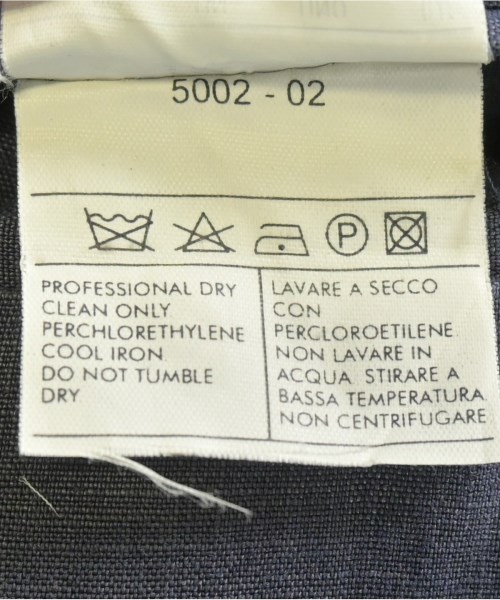 5002 - 02
P
PROFESSIONAL DRY
CLEAN ONLY
PERCHLORETHYLENE
COOL IRON
DO NOT TUMBLE
DRY
LAVARE A SECCO
CON
PERCLOROETILENE
NON LAVARE IN
ACQUA STIRARE A
BASSA TEMPERATURA
NON CENTRIFUGARE